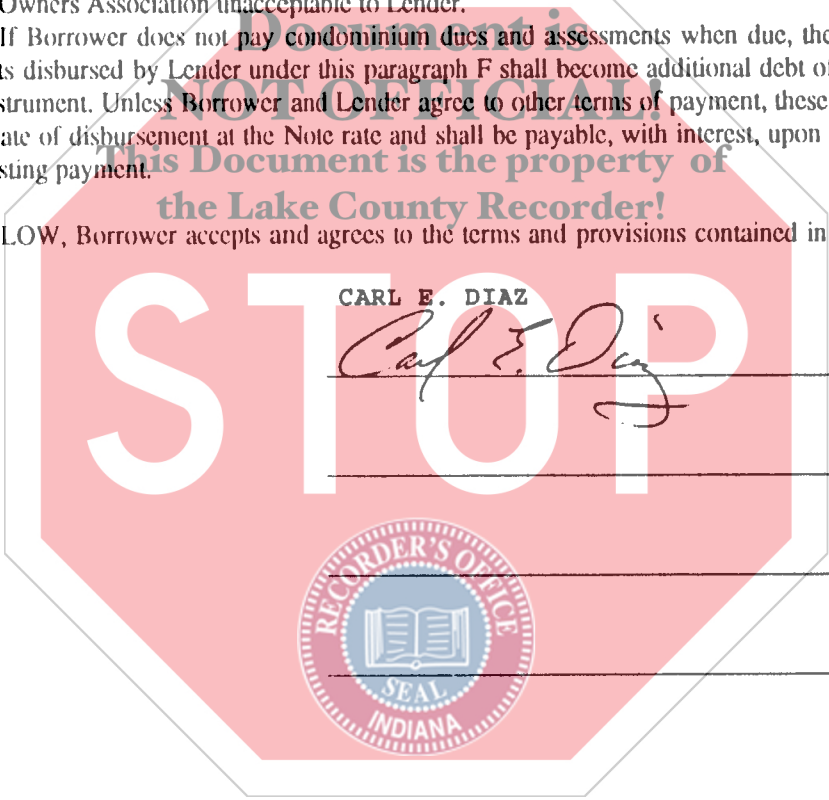 Owners Association unacceptable to Lender.
Document is
If Borrower does not pay condominium dues and assessments when due, the
ts disbursed by Lender under this paragraph F shall become additional debt of
NOT OFFICIAL!
strument. Unless Borrower and Lender agree to other terms of payment, these
ate of disbursement at the Note rate and shall be payable, with interest, upon
This Document is the property of
sting payment.
the Lake County Recorder!
LOW, Borrower accepts and agrees to the terms and provisions contained in
CARL E. DIAZ
Carl E. Diaz
STOP
RECORDER'S OFFICE
SEAL
INDIANA